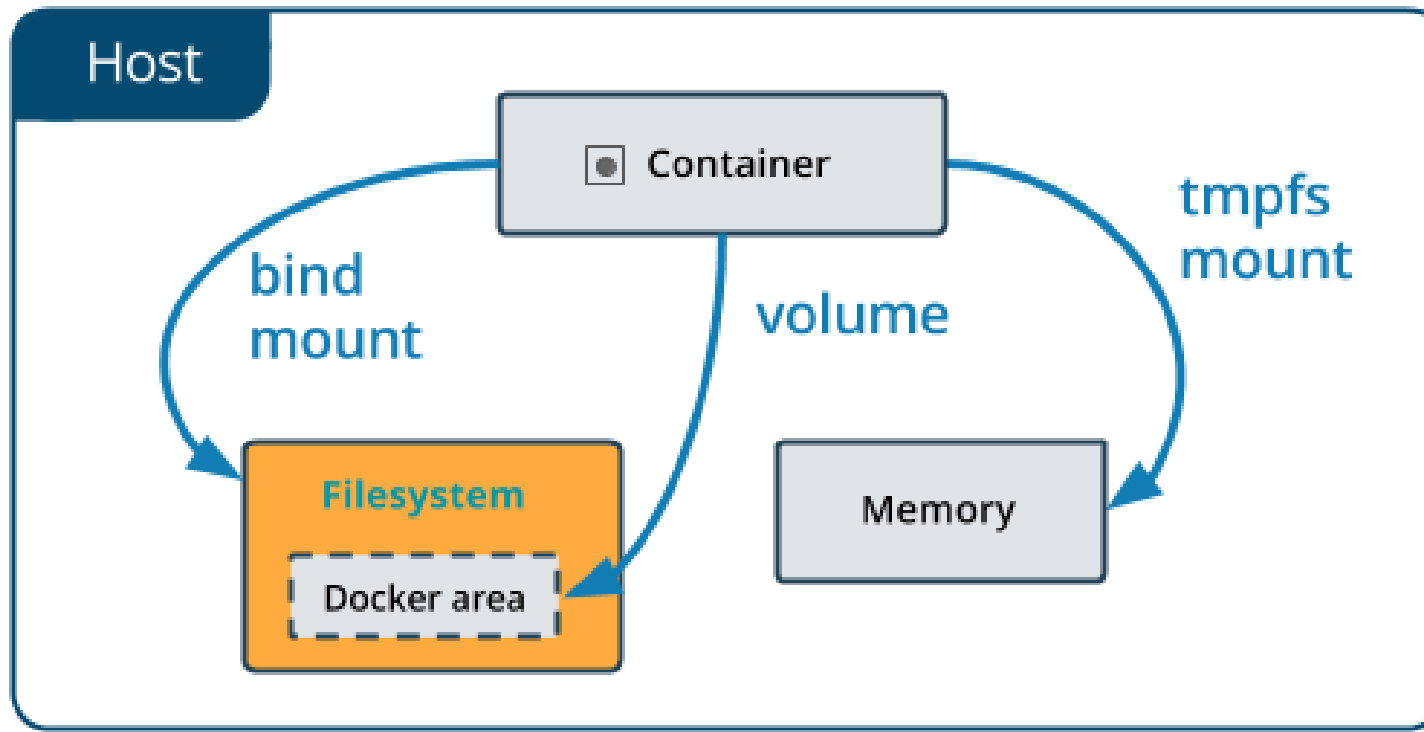 Host
Container
tmpfs
mount
bind
mount
volume
Filesystem
Memory
Docker area